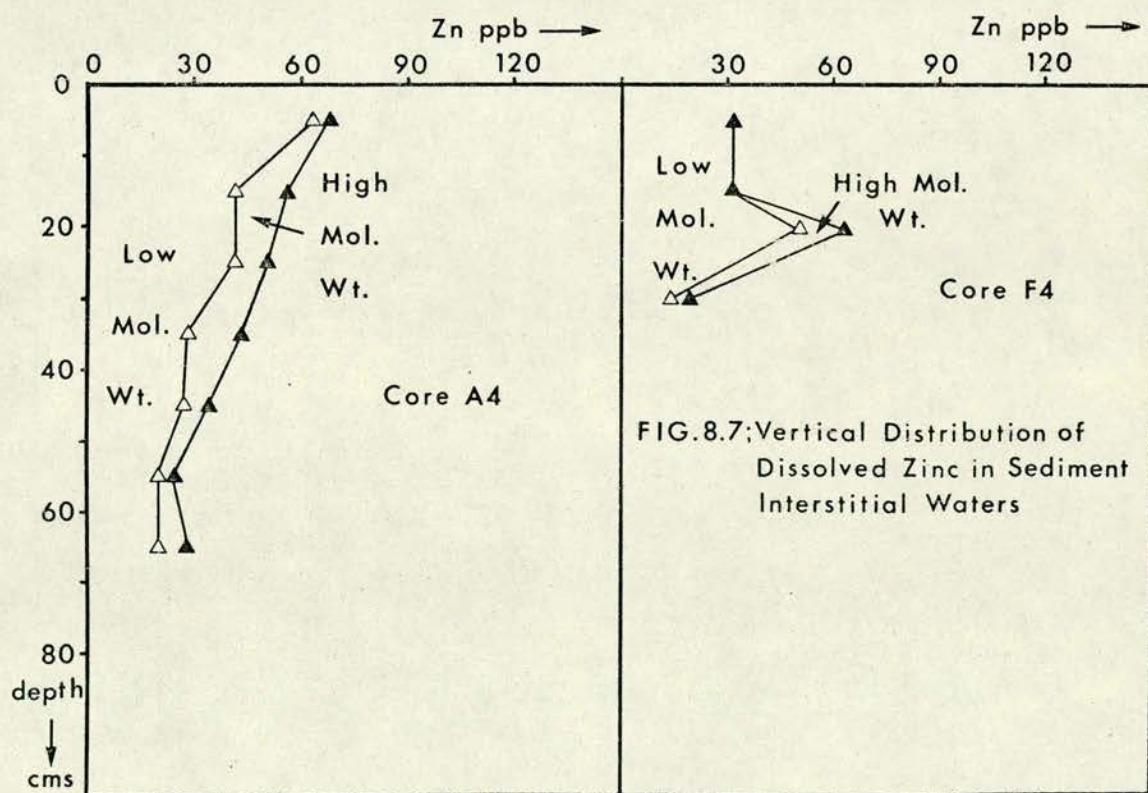 Zn ppb
0 30 60 90 120
0
20
40
60
80
depth
cms
High
Mol.
Wt.
Low
Mol.
Wt.
Core A4
Zn ppb
30 60 90 120
Low
Mol.
Wt.
High Mol.
Wt.
Core F4
FIG.8.7;Vertical Distribution of
Dissolved Zinc in Sediment
Interstitial Waters